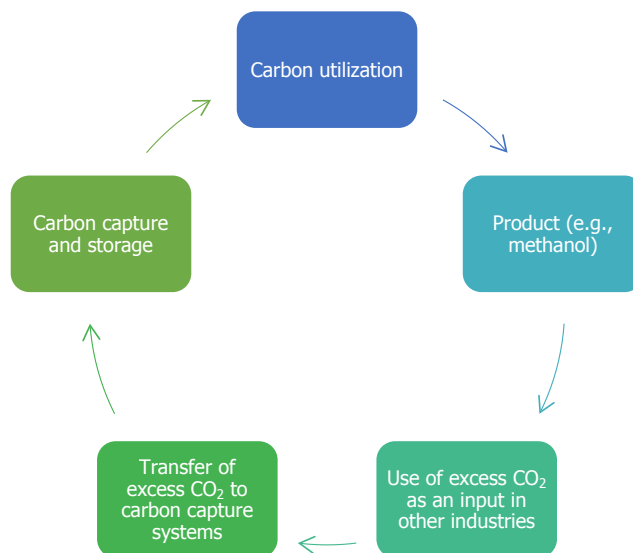 Carbon utilization
Product (e.g.,
methanol)
Use of excess CO₂
as an input in
other industries
Transfer of
excess CO₂ to
carbon capture
systems
Carbon capture
and storage